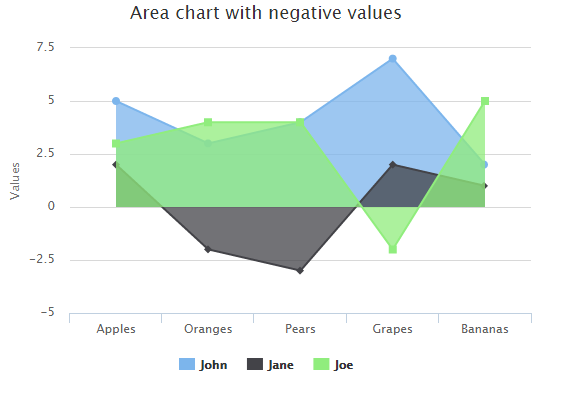 Area chart with negative values
7.5
5
2.5
0
−2.5
−5
Values
Apples Oranges Pears Grapes Bananas
John Jane Joe